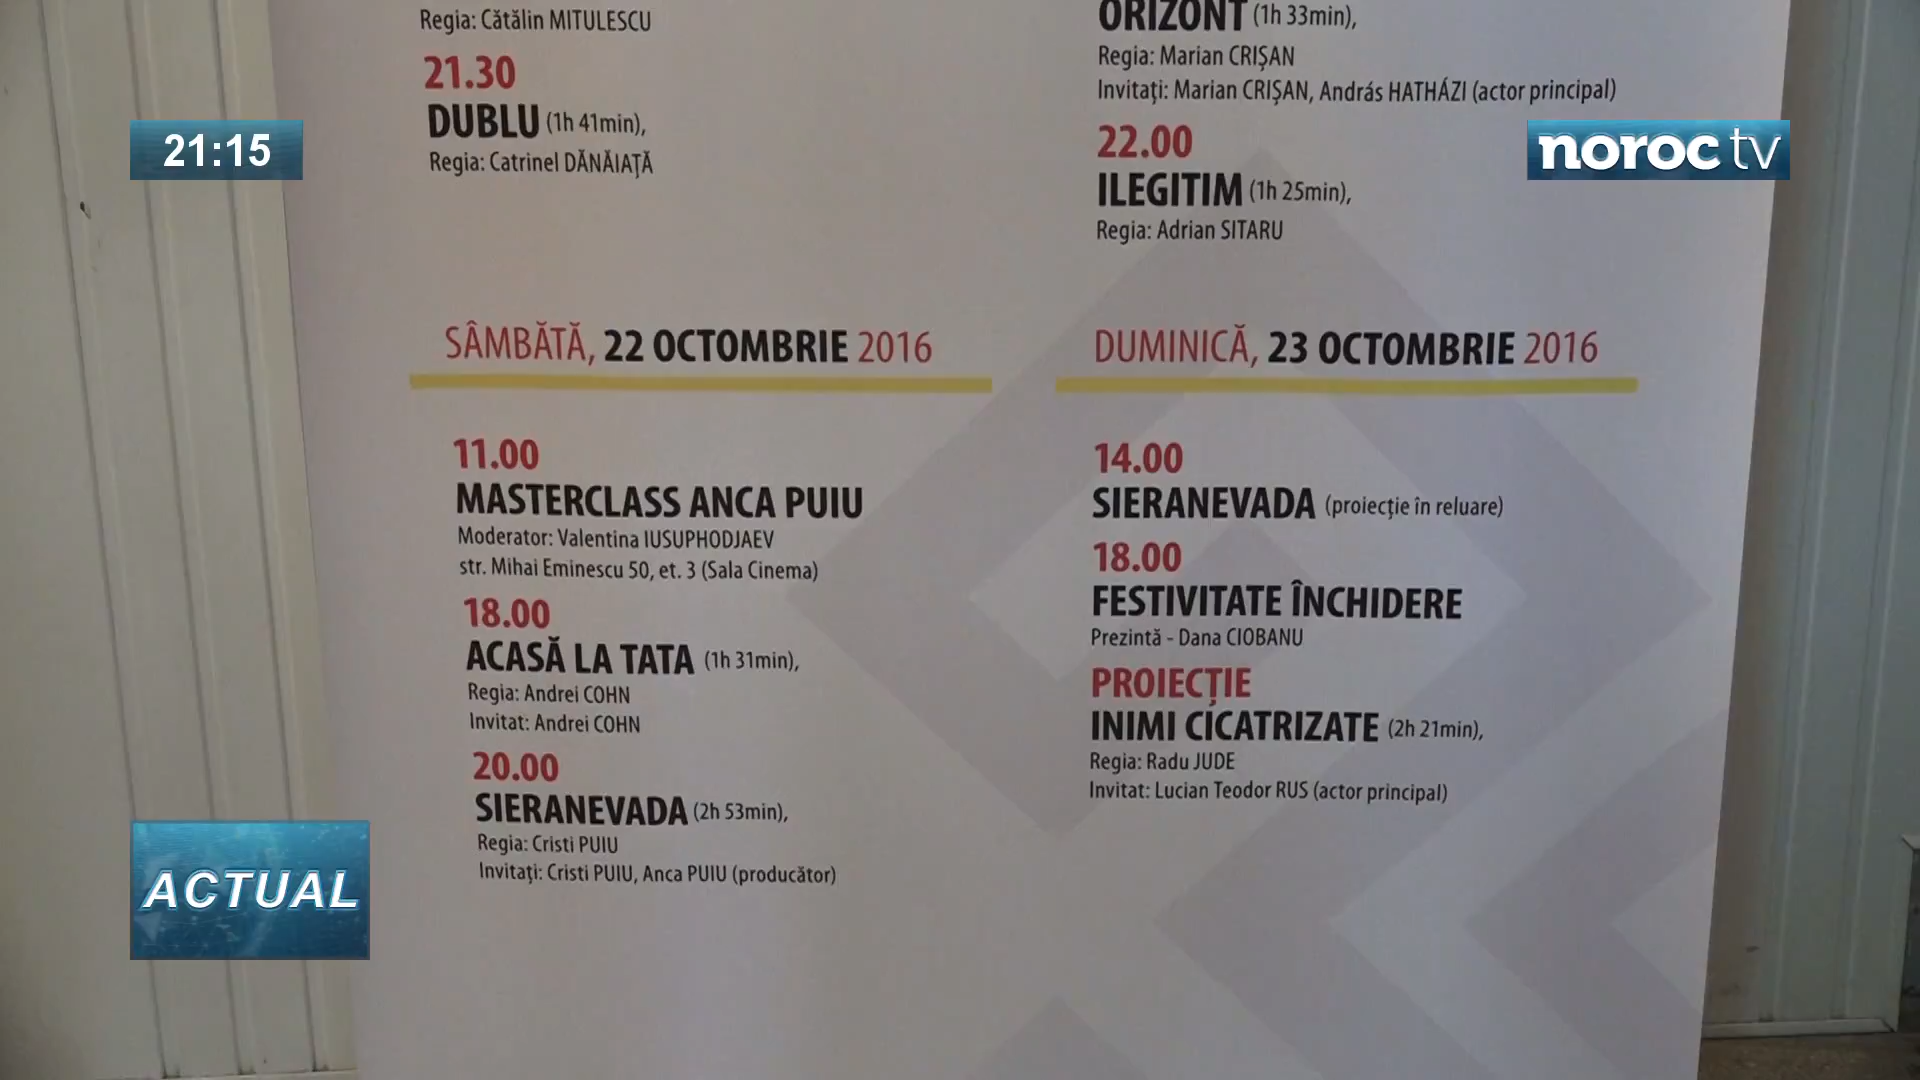 Regia: Cătălin MITULESCU
21.30
DUBLU (1h 41min),
Regia: Catrinel DĂNĂIAȚĂ
ORIZONT (1h 33min),
Regia: Marian CRIȘAN
Invitați: Marian CRIȘAN, András HATHÁZI (actor principal)
22.00
ILEGITIM (1h 25min),
Regia: Adrian SITARU
21:15
noroc tv
SÂMBĂTĂ, 22 OCTOMBRIE 2016
11.00
MASTERCLASS ANCA PUIU
Moderator: Valentina IUSUPHODJAEV
str. Mihai Eminescu 50, et. 3 (Sala Cinema)
18.00
ACASĂ LA TATA (1h 31min),
Regia: Andrei COHN
Invitat: Andrei COHN
20.00
SIERANEVADA (2h 53min),
Regia: Cristi PUIU
Invitați: Cristi PUIU, Anca PUIU (producător)
DUMINICĂ, 23 OCTOMBRIE 2016
14.00
SIERANEVADA (proiecție în reluare)
18.00
FESTIVITATE ÎNCHIDERE
Prezintă - Dana CIOBANU
PROIECȚIE
INIMI CICATRIZATE (2h 21min),
Regia: Radu JUDE
Invitat: Lucian Teodor RUS (actor principal)
ACTUAL